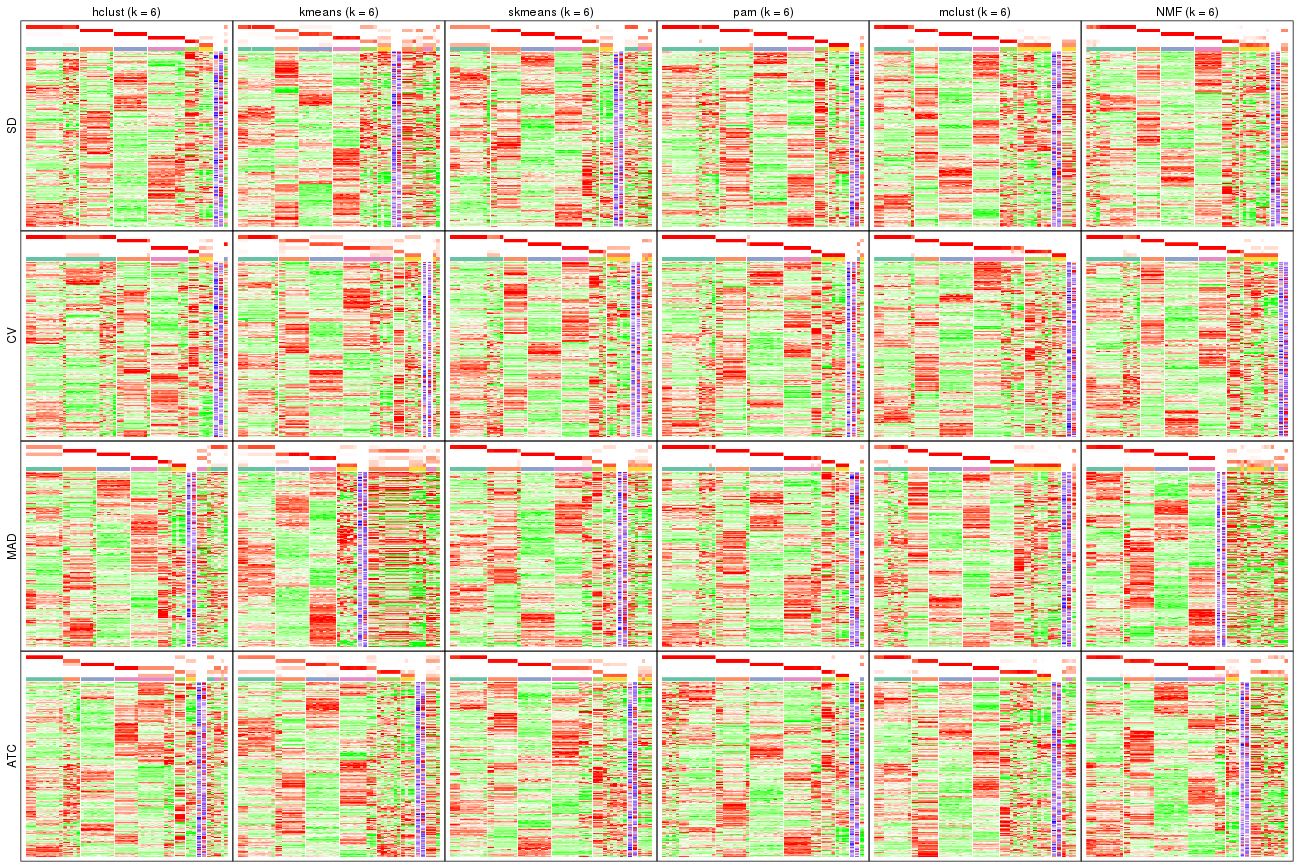 hclust (k = 6) kmeans (k = 6) skmeans (k = 6) pam (k = 6) mclust (k = 6) NMF (k = 6)
SD
CV
MAD
ATC